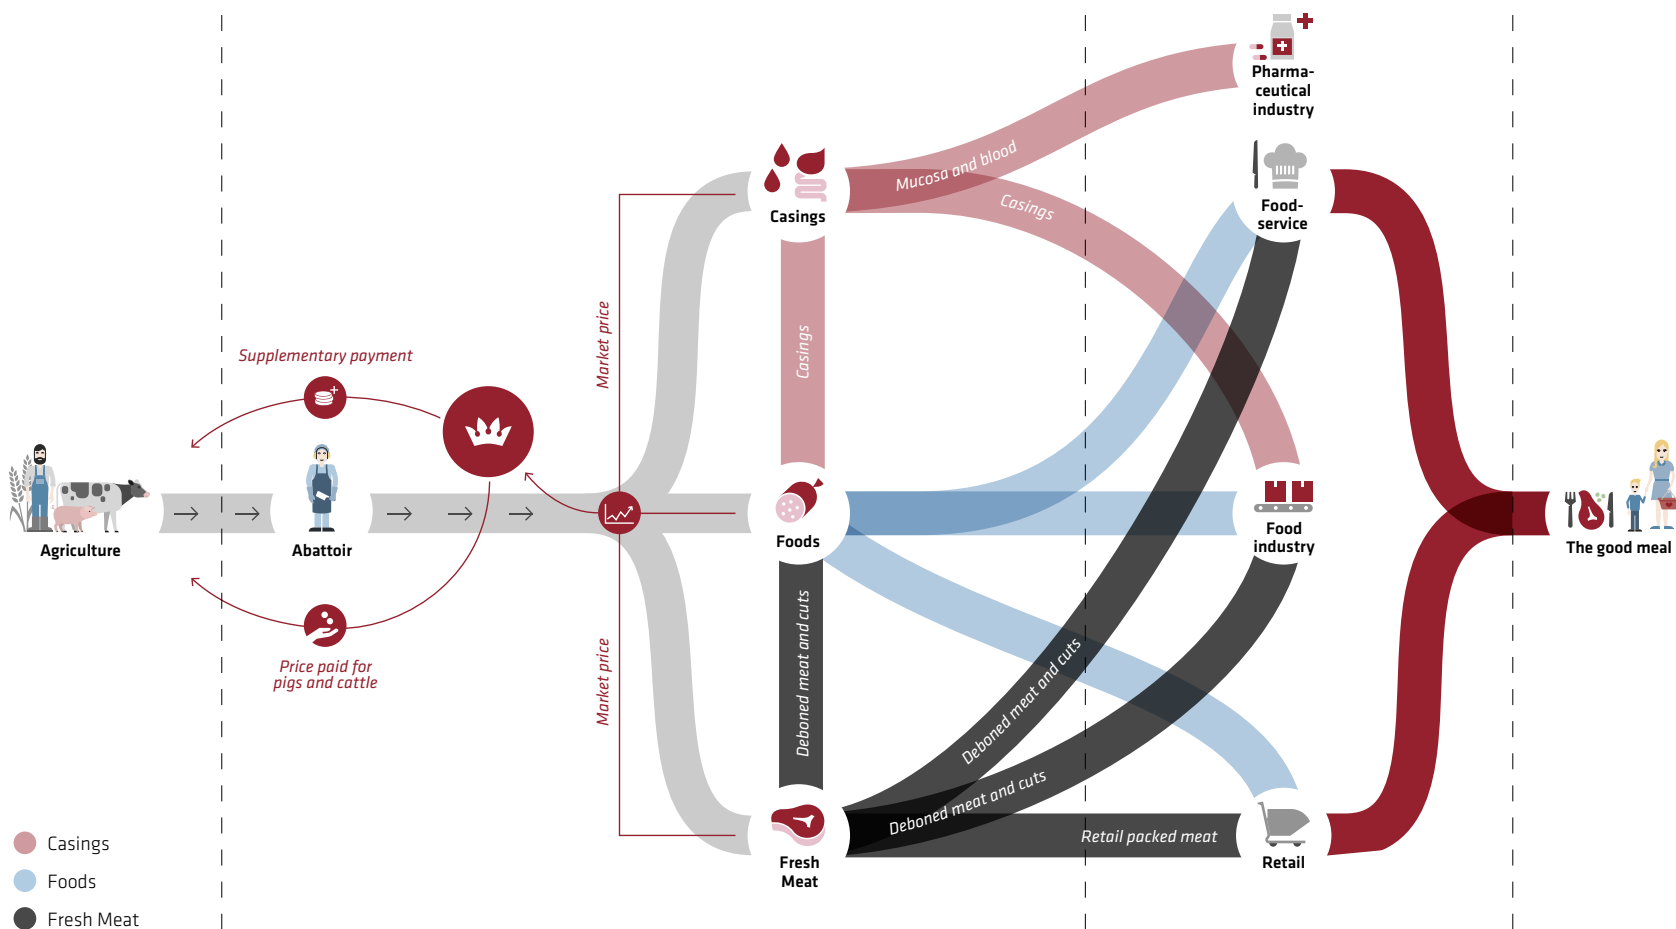 Pharma-
ceutical
industry
Mucosa and blood
Casings
Food-
service
Casings
Market price
Casings
Supplementary payment
Agriculture
Abattoir
Foods
Food
industry
The good meal
Price paid for
pigs and cattle
Market price
Deboned meat and cuts
Deboned meat and cuts
Deboned meat and cuts
Retail packed meat
Fresh
Meat
Retail
Casings
Foods
Fresh Meat